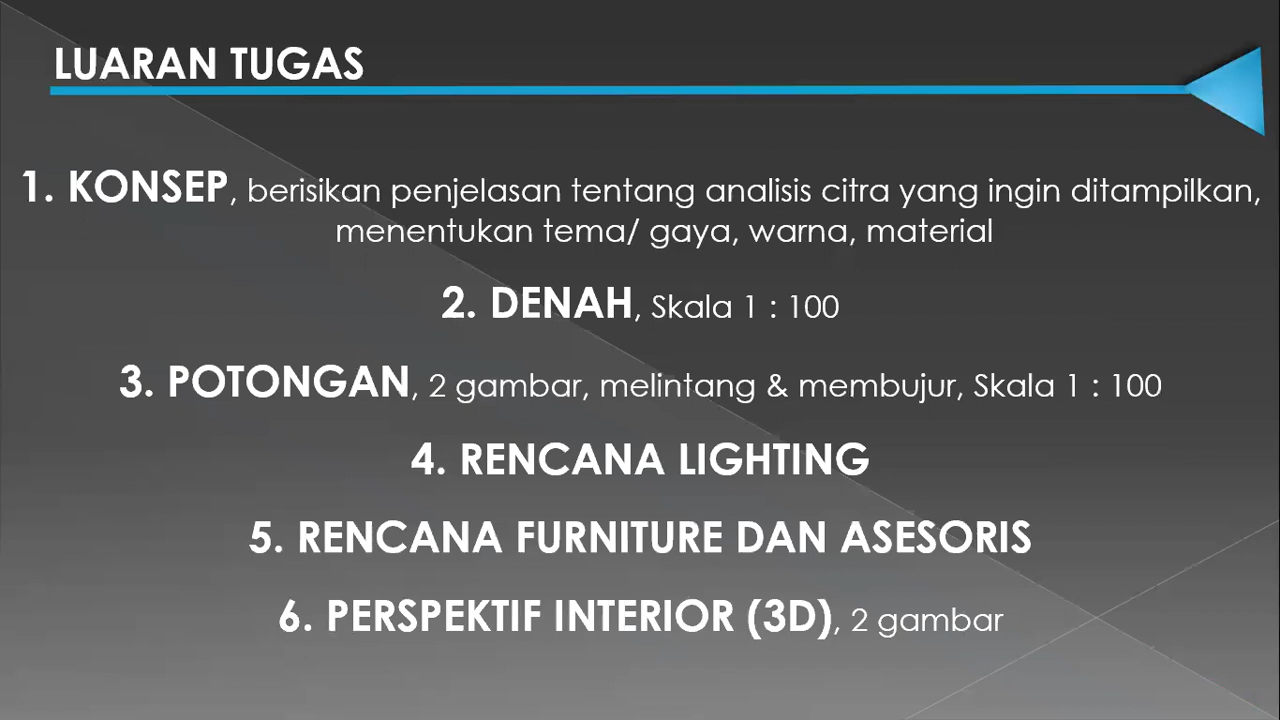 LUARAN TUGAS
1. KONSEP, berisikan penjelasan tentang analisis citra yang ingin ditampilkan,
menentukan tema/ gaya, warna, material
2. DENAH, Skala 1 : 100
3. POTONGAN, 2 gambar, melintang & membujur, Skala 1 : 100
4. RENCANA LIGHTING
5. RENCANA FURNITURE DAN ASESORIS
6. PERSPEKTIF INTERIOR (3D), 2 gambar